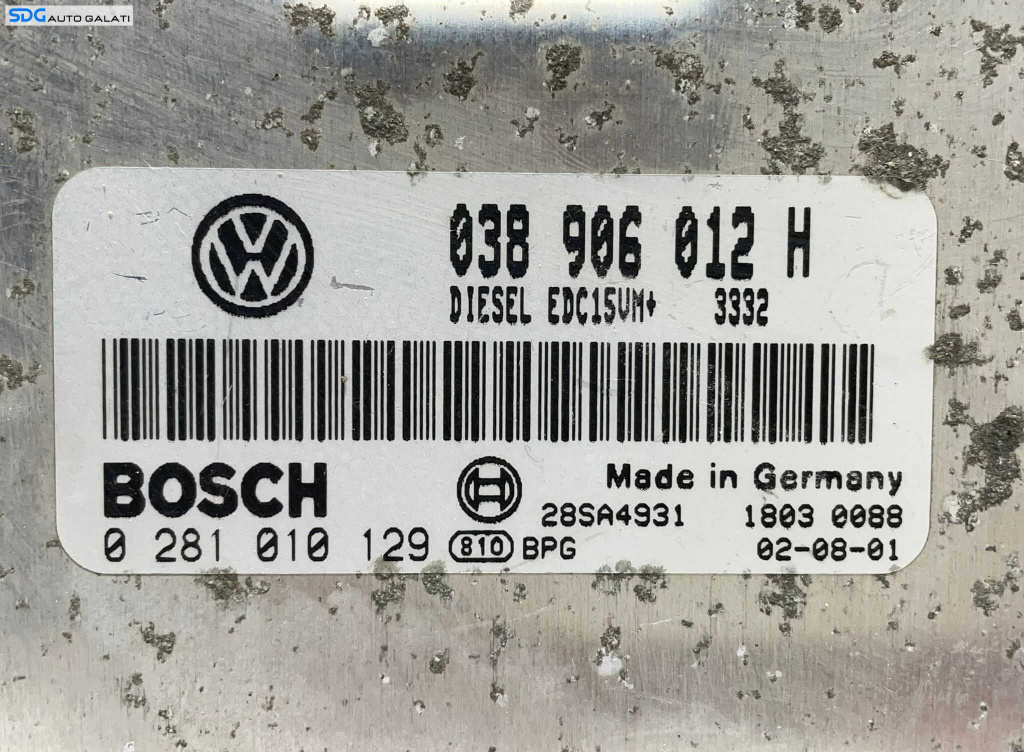 SDG AUTO GALATI
038 906 012 H
DIESEL EDC15VM+ 3332
BOSCH
Made in Germany
28SA4931 1803 0088
0 281 010 129 810 BPG 02-08-01